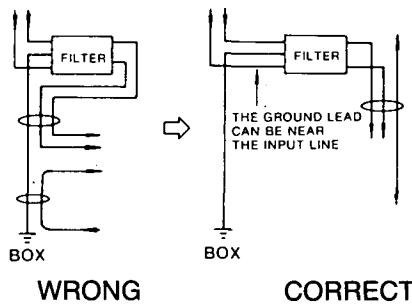 FILTER
BOX
WRONG
FILTER
THE GROUND LEAD
CAN BE NEAR
THE INPUT LINE
BOX
CORRECT